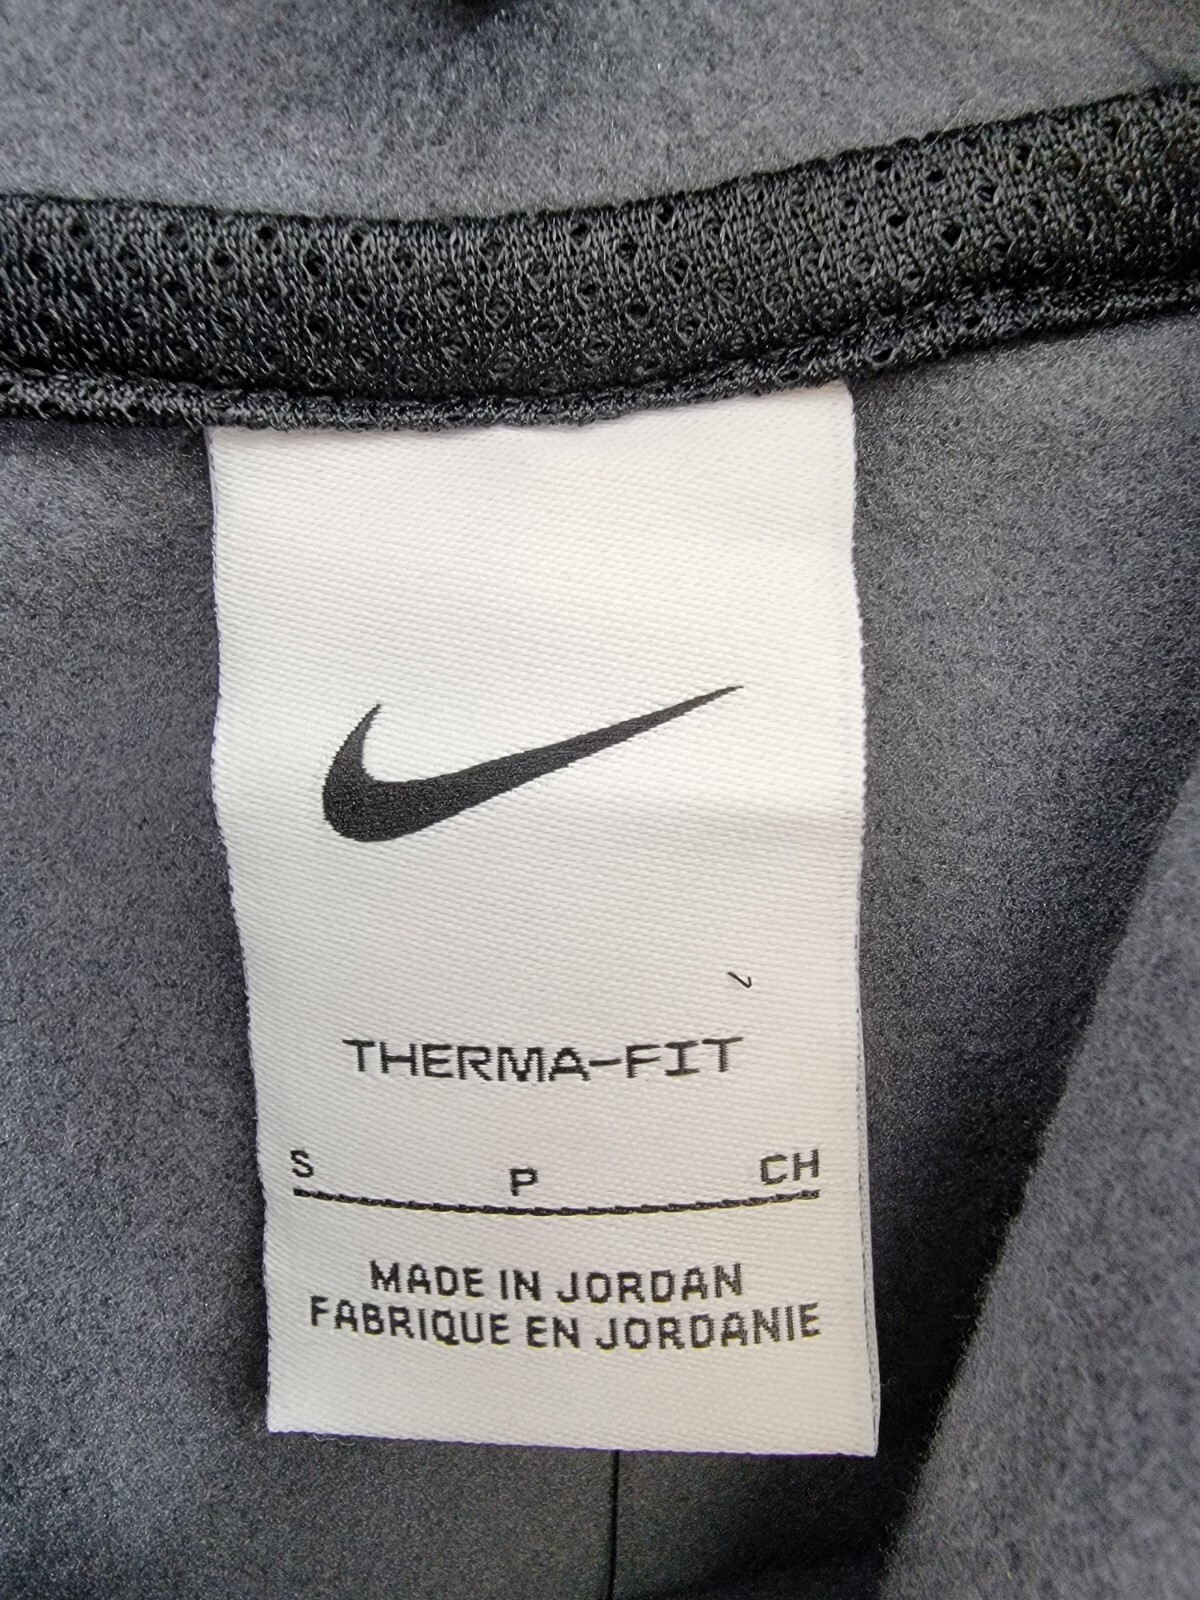 THERMA-FIT
S P CH
MADE IN JORDAN
FABRIQUE EN JORDANIE